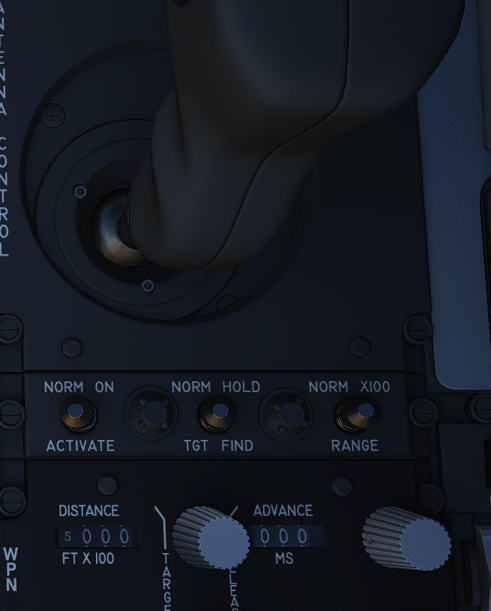 ANTENNA CONTROL
NORM ON
NORM HOLD
NORM X100
ACTIVATE
TGT FIND
RANGE
DISTANCE
ADVANCE
S 0 0 0
0 0 0
FT X 100
MS
WPN